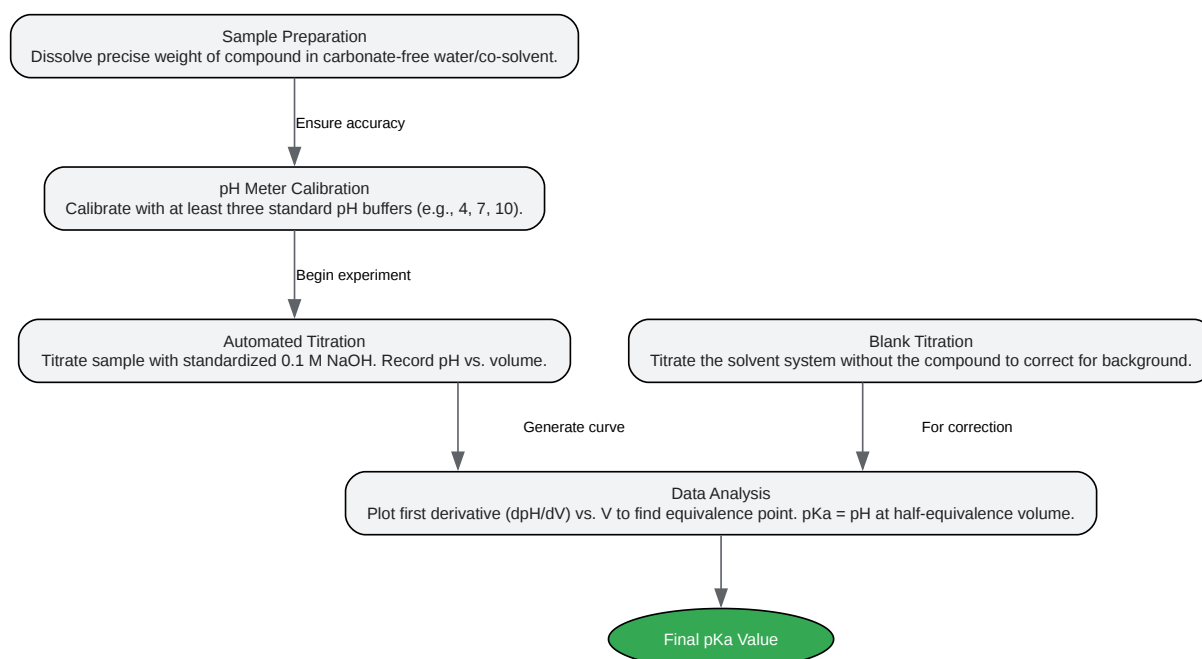 Sample Preparation
Dissolve precise weight of compound in carbonate-free water/co-solvent.
Ensure accuracy
pH Meter Calibration
Calibrate with at least three standard pH buffers (e.g., 4, 7, 10).
Begin experiment
Automated Titration
Titrate sample with standardized 0.1 M NaOH. Record pH vs. volume.
Blank Titration
Titrate the solvent system without the compound to correct for background.
Generate curve
For correction
Data Analysis
Plot first derivative (dpH/dV) vs. V to find equivalence point. pKa = pH at half-equivalence volume.
Final pKa Value